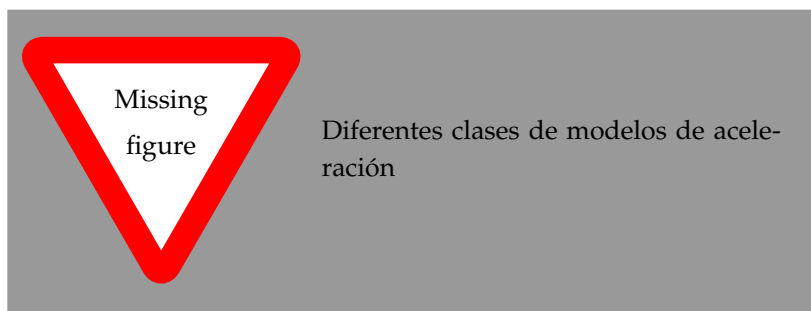 Missing
figure
Diferentes clases de modelos de acele-
ración